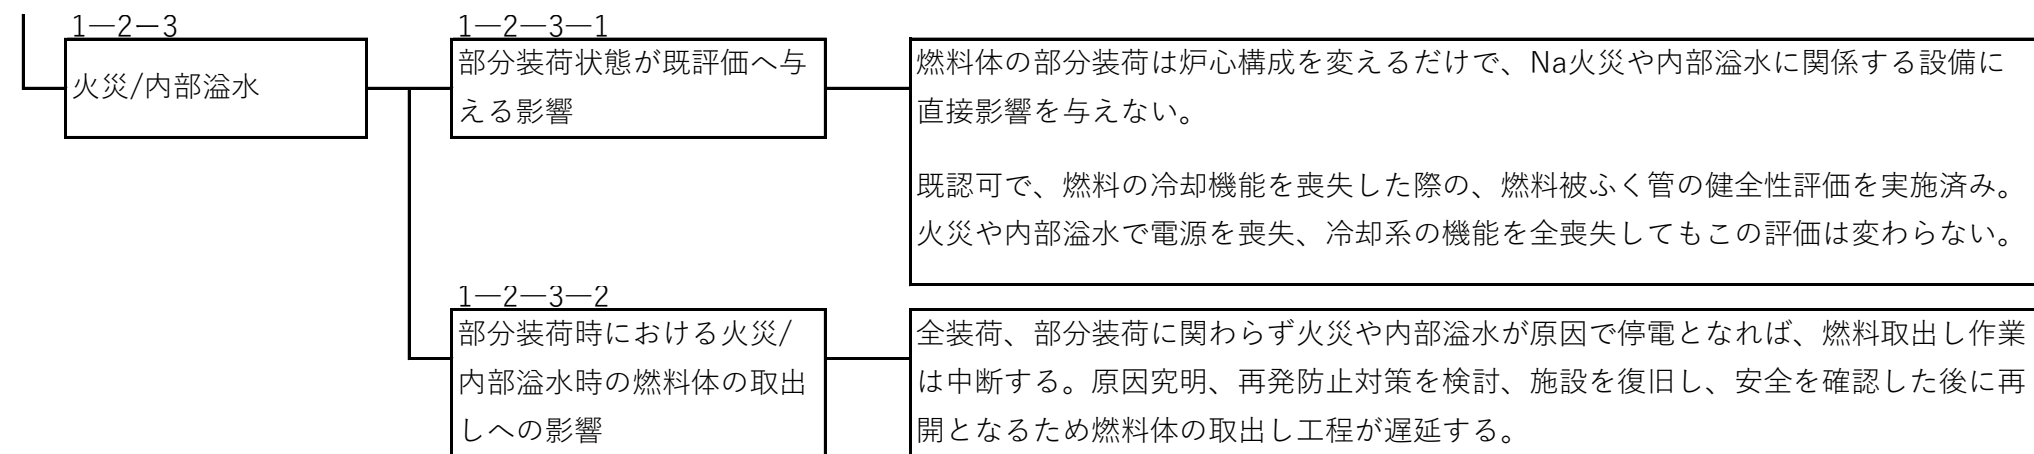 1―2―3
火災/内部溢水
1―2―3―1
部分装荷状態が既評価へ与
える影響
燃料体の部分装荷は炉心構成を変えるだけで、Na火災や内部溢水に関係する設備に
直接影響を与えない。
既認可で、燃料の冷却機能を喪失した際の、燃料被ふく管の健全性評価を実施済み。
火災や内部溢水で電源を喪失、冷却系の機能を全喪失してもこの評価は変わらない。
1―2―3―2
部分装荷時における火災/
内部溢水時の燃料体の取出
しへの影響
全装荷、部分装荷に関わらず火災や内部溢水が原因で停電となれば、燃料取出し作業
は中断する。原因究明、再発防止対策を検討、施設を復旧し、安全を確認した後に再
開となるため燃料体の取出し工程が遅延する。